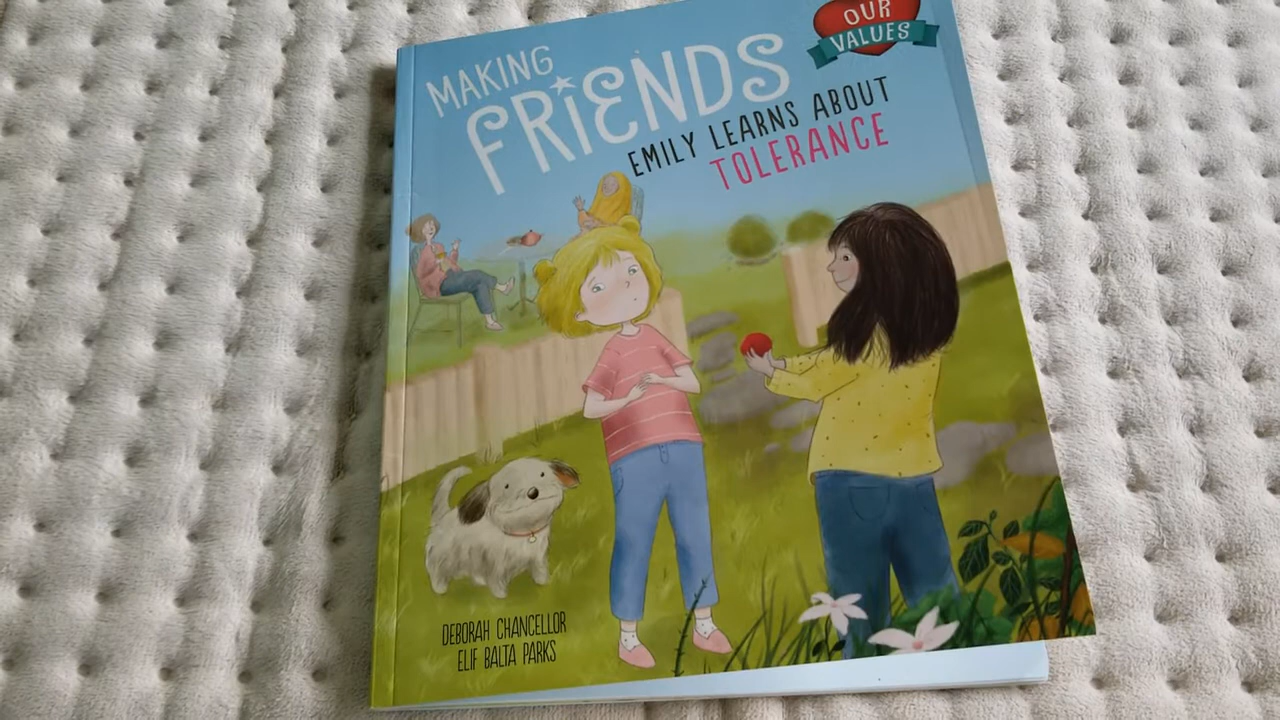 MAKING
FRiENDS
OUR
VALUES
EMILY LEARNS ABOUT
TOLERANCE
DEBORAH CHANCELLOR
ELIF BALTA PARKS